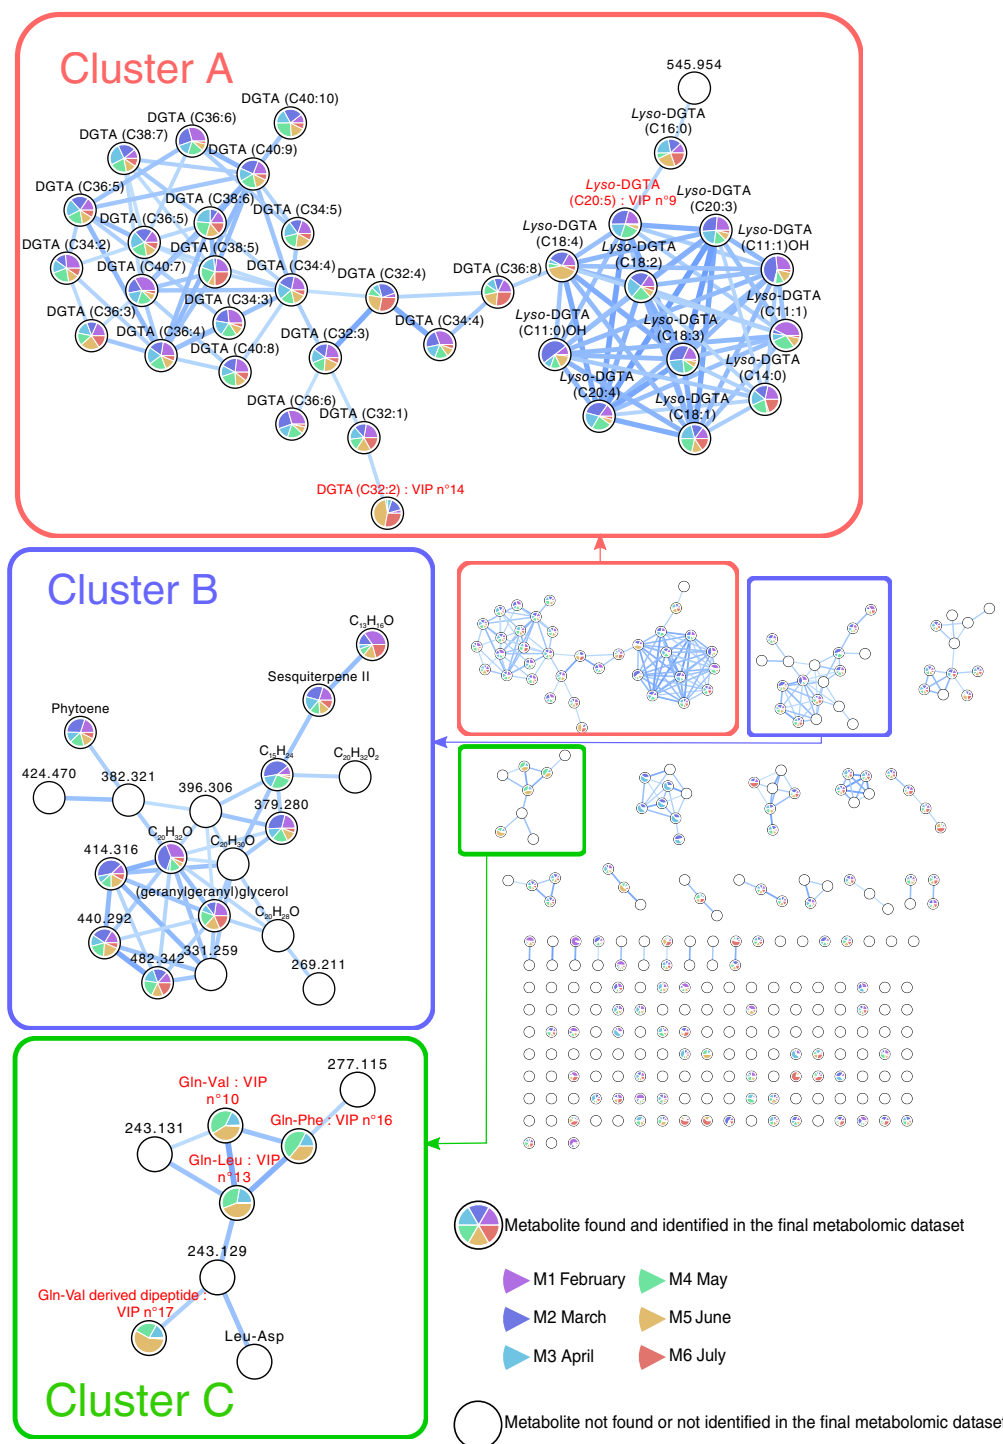 Cluster A
545.954
DGTA (C40:10)
DGTA (C36:6)
DGTA (C38:7)
DGTA (C40:9)
Lyso-DGTA
(C16:0)
DGTA (C36:5)
DGTA (C38:6)
DGTA (C34:5)
Lyso-DGTA
(C20:5) : VIP n°9
Lyso-DGTA
(C20:3)
DGTA (C36:5)
Lyso-DGTA
(C18:4)
Lyso-DGTA
(C11:1)OH
DGTA (C34:2)
DGTA (C38:5)
Lyso-DGTA
(C18:2)
DGTA (C40:7)
DGTA (C34:4)
DGTA (C32:4)
DGTA (C36:8)
DGTA (C34:3)
Lyso-DGTA
(C11:1)
DGTA (C36:3)
DGTA (C36:4)
DGTA (C32:3)
DGTA (C34:4)
Lyso-DGTA
(C11:0)OH
Lyso-DGTA
(C18:3)
DGTA (C40:8)
Lyso-DGTA
(C14:0)
Lyso-DGTA
(C20:4)
Lyso-DGTA
(C18:1)
DGTA (C36:6)
DGTA (C32:1)
DGTA (C32:2) : VIP n°14
Cluster B
C₁₃H₁₆O
Sesquiterpene II
Phytoene
C₁₅H₂₄
C₂₀H₃₂0₂
424.470
382.321
396.306
379.280
C₂₀H₃₂O
C₂₀H₃₀O
414.316
(geranylgeranyl)glycerol
440.292
C₂₀H₂₈O
482.342
331.259
269.211
277.115
Gln-Val : VIP
n°10
Gln-Phe : VIP n°16
243.131
Gln-Leu : VIP
n°13
243.129
Gln-Val derived dipeptide :
VIP n°17
Leu-Asp
Cluster C
Metabolite found and identified in the final metabolomic dataset
M1 February
M4 May
M2 March
M5 June
M3 April
M6 July
Metabolite not found or not identified in the final metabolomic dataset